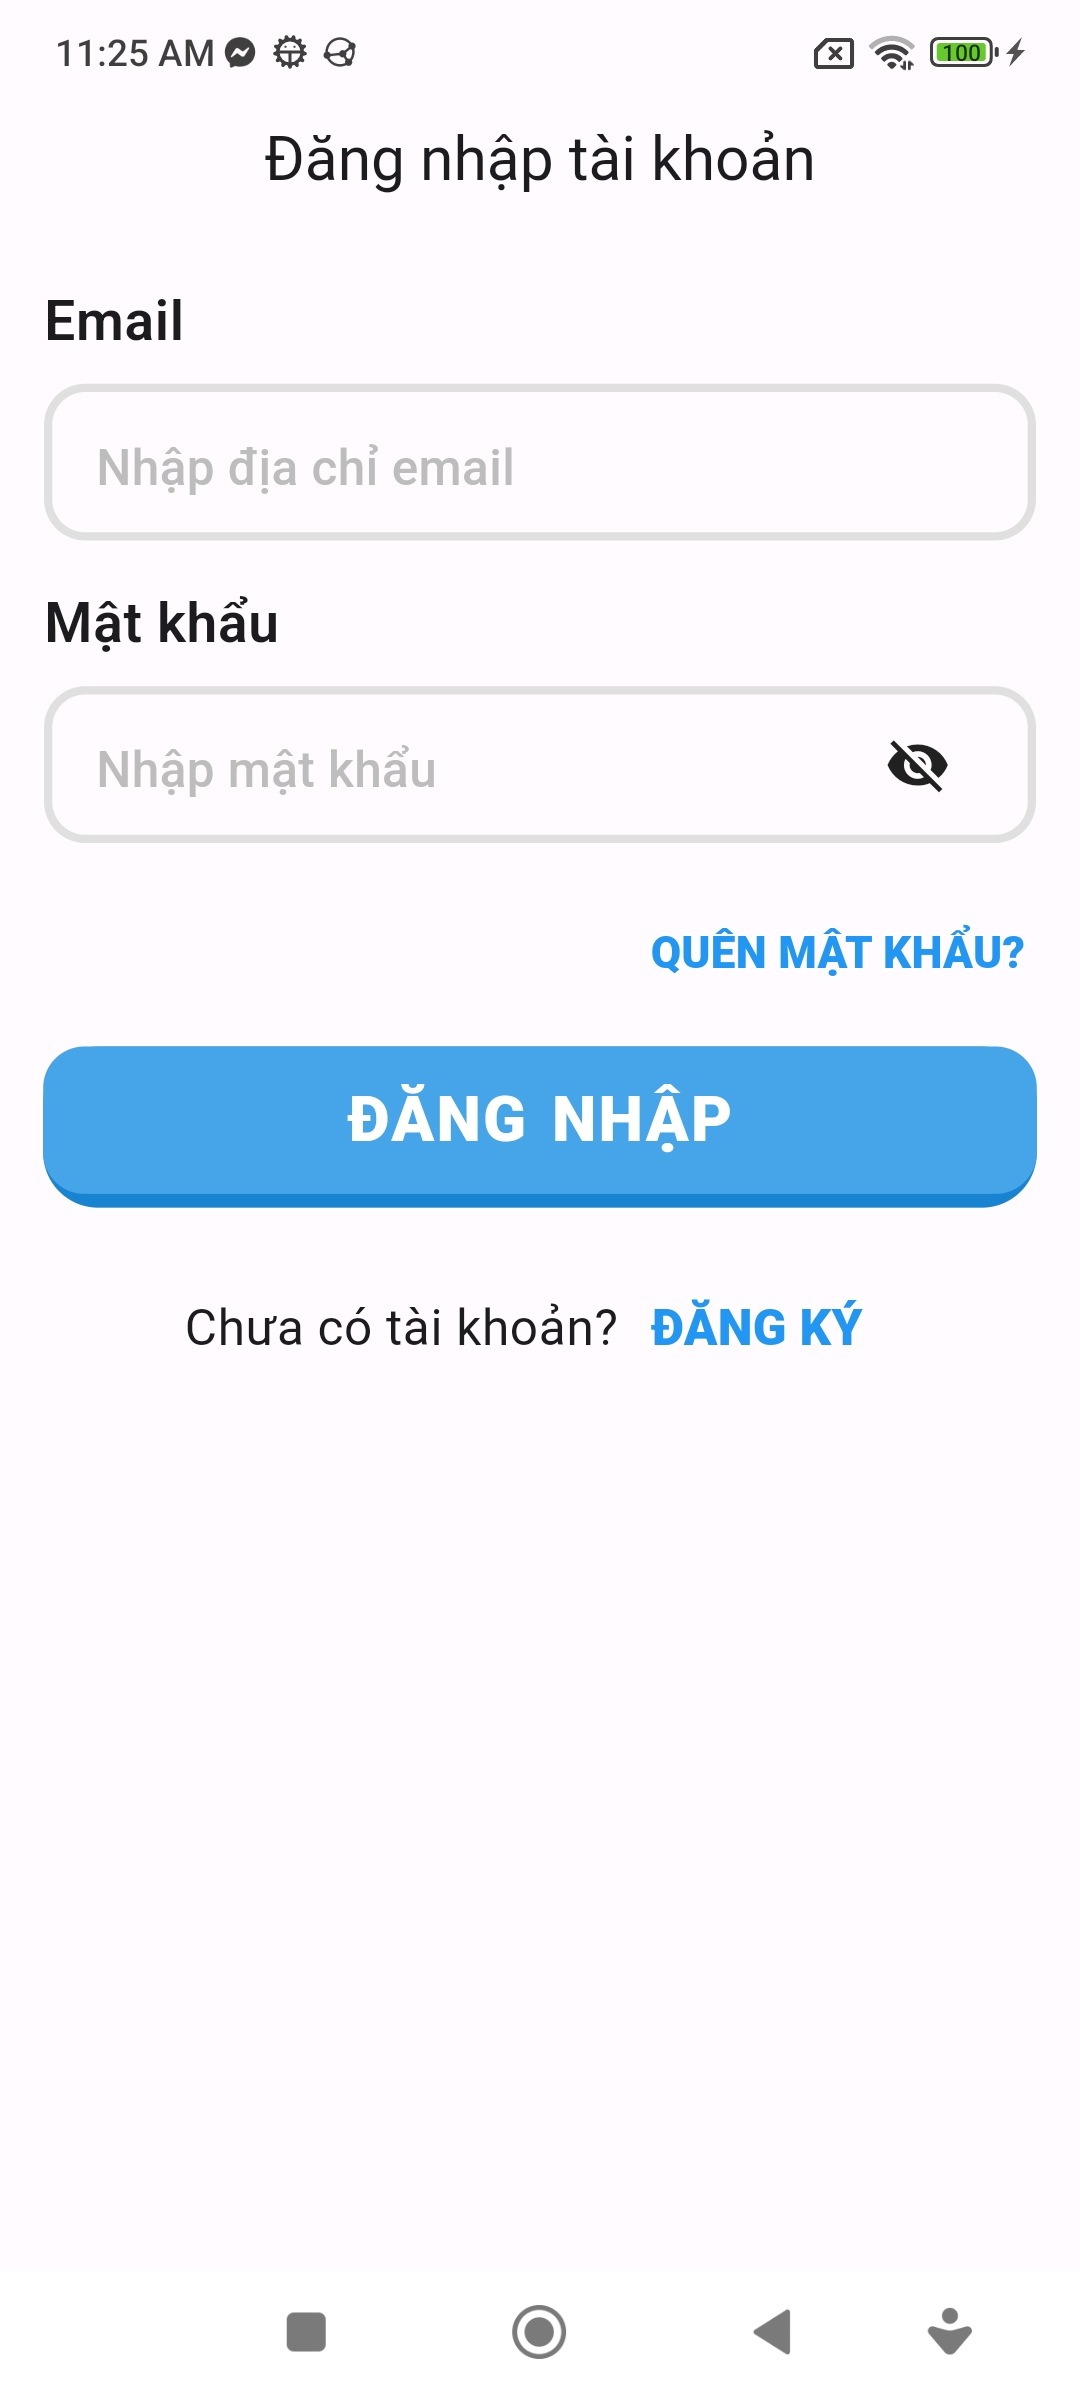 11:25 AM
100
Đăng nhập tài khoản
Email
Nhập địa chỉ email
Mật khẩu
Nhập mật khẩu
QUÊN MẬT KHẨU?
ĐĂNG NHẬP
Chưa có tài khoản? ĐĂNG KÝ